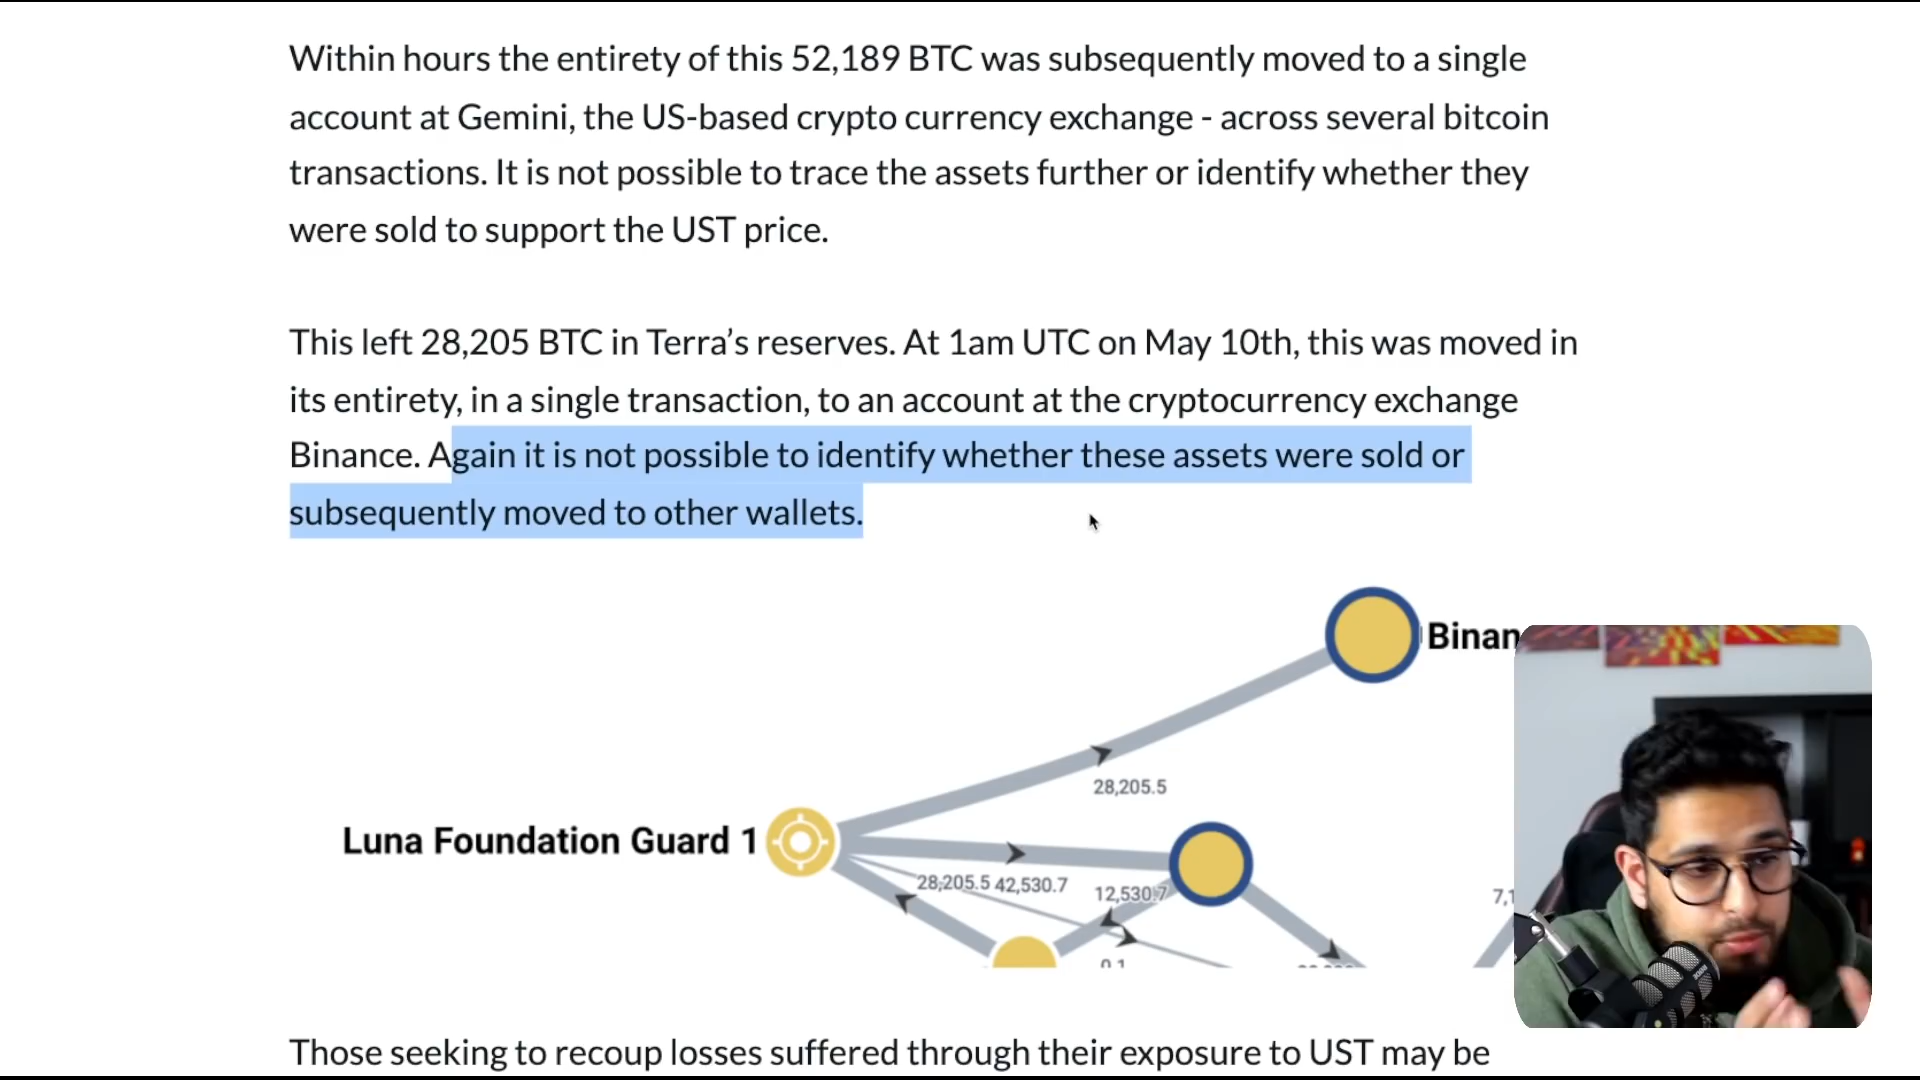 Within hours the entirety of this 52,189 BTC was subsequently moved to a single
account at Gemini, the US-based crypto currency exchange - across several bitcoin
transactions. It is not possible to trace the assets further or identify whether they
were sold to support the UST price.
This left 28,205 BTC in Terra’s reserves. At 1am UTC on May 10th, this was moved in
its entirety, in a single transaction, to an account at the cryptocurrency exchange
Binance. Again it is not possible to identify whether these assets were sold or
subsequently moved to other wallets.
Binan
28,205.5
Luna Foundation Guard 1
28,205.5 42,530.7
12,530.7
0.1
Those seeking to recoup losses suffered through their exposure to UST may be